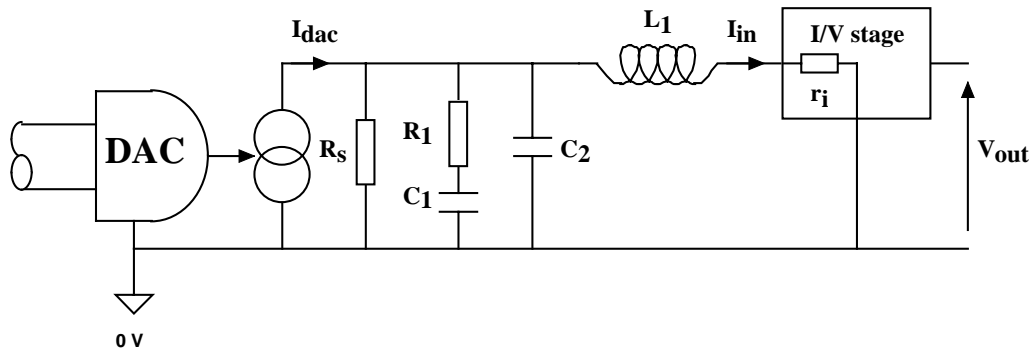 L1
Idac
Iin
I/V stage
ri
DAC
Rs
R1
C1
C2
Vout
0 V